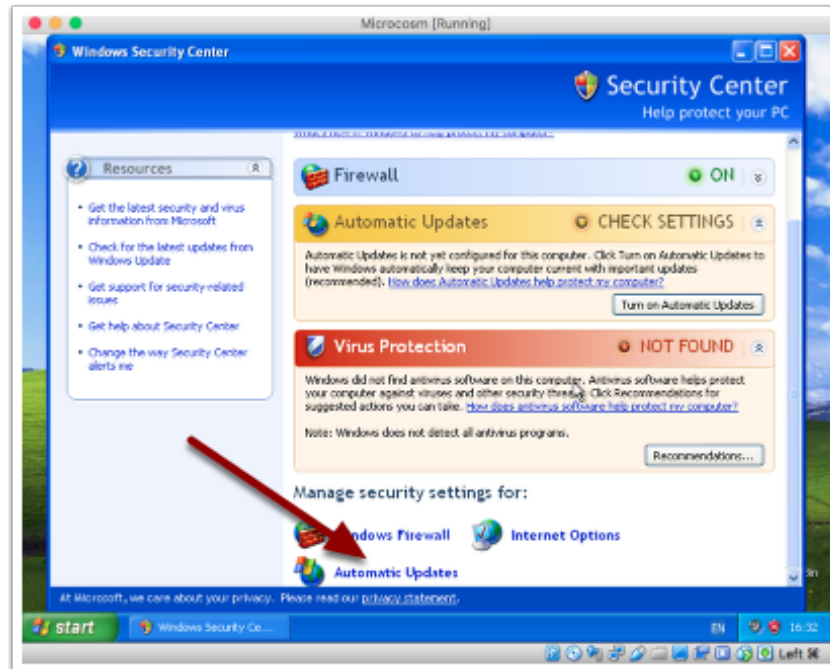 Microcosm [Running]
Windows Security Center
Security Center
Help protect your PC
What's new in Windows to help protect my computer?
Resources
Get the latest security and virus
information from Microsoft
Check for the latest updates from
Windows Update
Get support for security-related
issues
Get help about Security Center
Change the way Security Center
alerts me
Firewall
ON
Automatic Updates
CHECK SETTINGS
Automatic Updates is not yet configured for this computer. Click Turn on Automatic Updates to
have Windows automatically keep your computer current with important updates
(recommended). How does Automatic Updates help protect my computer?
Turn on Automatic Updates
Virus Protection
NOT FOUND
Windows did not find antivirus software on this computer. Antivirus software helps protect
your computer against viruses and other security threats. Click Recommendations for
suggested actions you can take. How does antivirus software help protect my computer?
Note: Windows does not detect all antivirus programs.
Recommendations...
Manage security settings for:
Windows Firewall
Internet Options
Automatic Updates
At Microsoft, we care about your privacy. Please read our privacy statement.
start
Windows Security Ce...
EN
16:32
Left ⌘